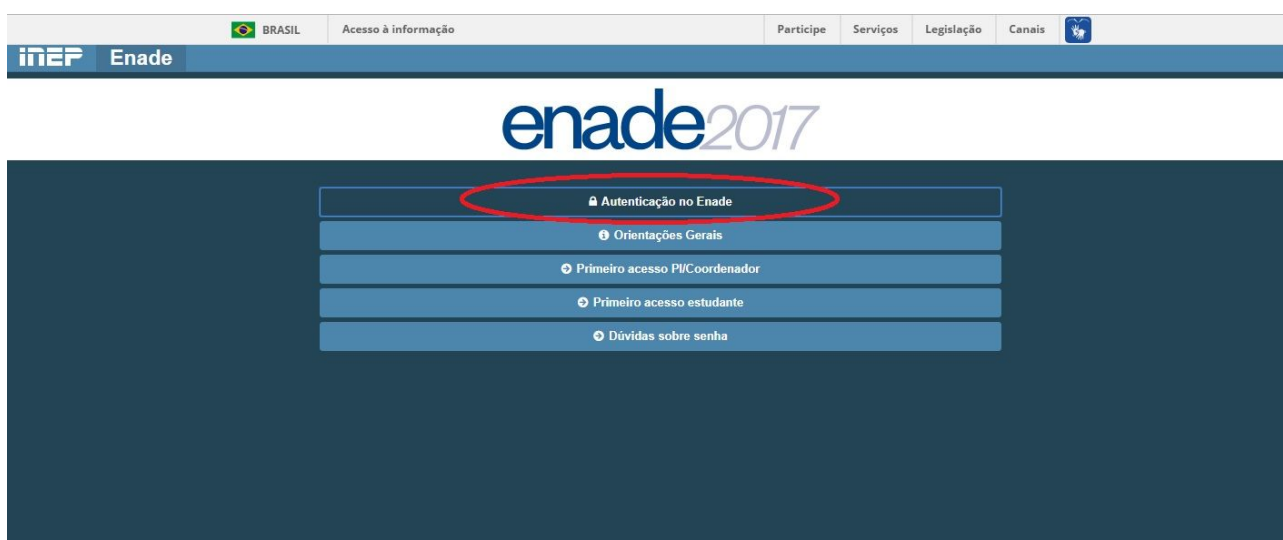 BRASIL Acesso à informação Participe Serviços Legislação Canais
inep Enade
enade2017
Autenticação no Enade
Orientações Gerais
Primeiro acesso PI/Coordenador
Primeiro acesso estudante
Dúvidas sobre senha